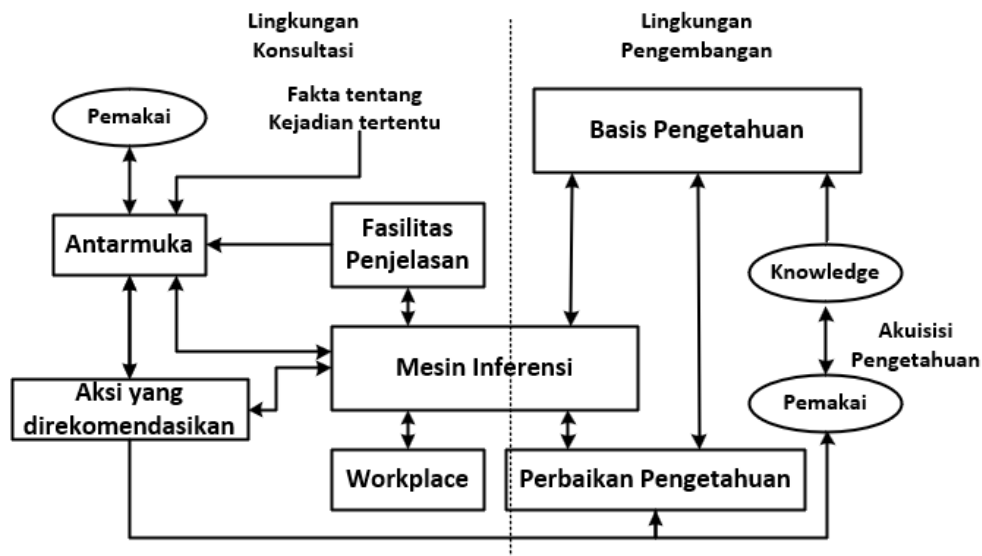 Lingkungan
Konsultasi
Lingkungan
Pengembangan
Pemakai
Fakta tentang
Kejadian tertentu
Basis Pengetahuan
Antarmuka
Fasilitas
Penjelasan
Knowledge
Akuisisi
Pengetahuan
Mesin Inferensi
Aksi yang
direkomendasikan
Pemakai
Workplace
Perbaikan Pengetahuan